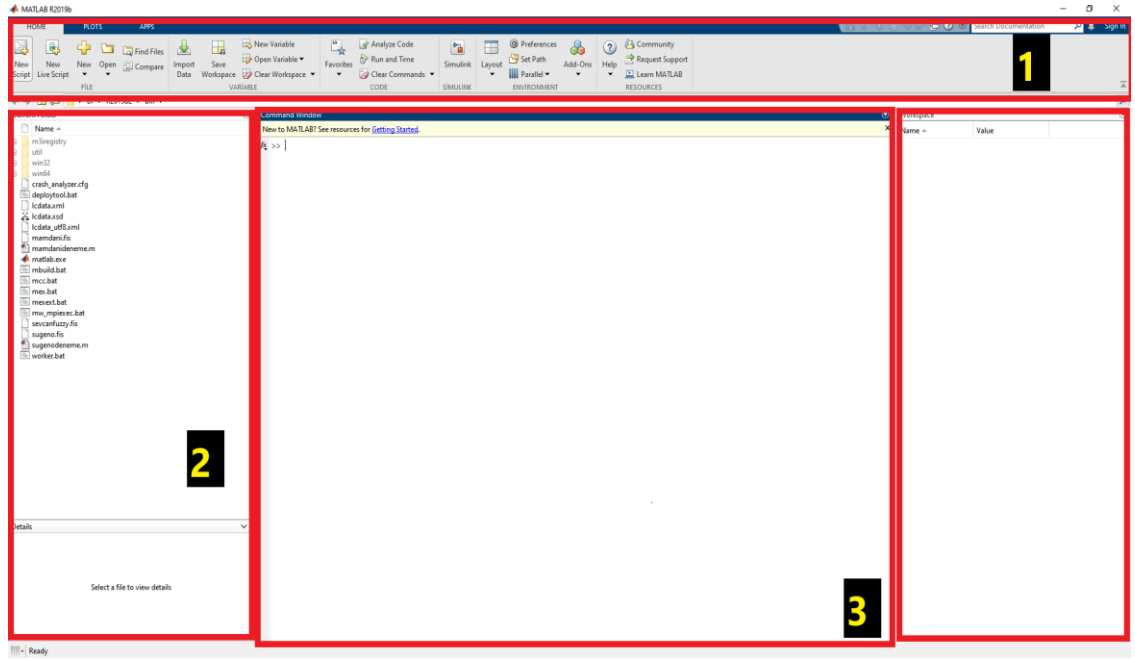 MATLAB R2019b
HOME PLOTS APPS Search Documentation Sign In
New Script New Live Script New Open Find Files Compare Import Data Save Workspace New Variable Open Variable Clear Workspace Favorites Analyze Code Run and Time Clear Commands Simulink Layout Preferences Set Path Parallel Add-Ons Help Community Request Support Learn MATLAB
FILE VARIABLE CODE SIMULINK ENVIRONMENT RESOURCES
1
Name
m3iregistry
util
win32
win64
crash_analyzer.cfg
deploytool.bat
lcdata.xml
lcdata.xsd
lcdata_utf8.xml
mamdani.fis
mamdanideneme.m
matlab.exe
mbuild.bat
mcc.bat
mex.bat
mexext.bat
mw_mpiexec.bat
sevcanfuzzy.fis
sugeno.fis
sugenodeneme.m
worker.bat
2
Details
Select a file to view details
Command Window
New to MATLAB? See resources for Getting Started.
fx >>
3
Workspace
Name Value
Ready